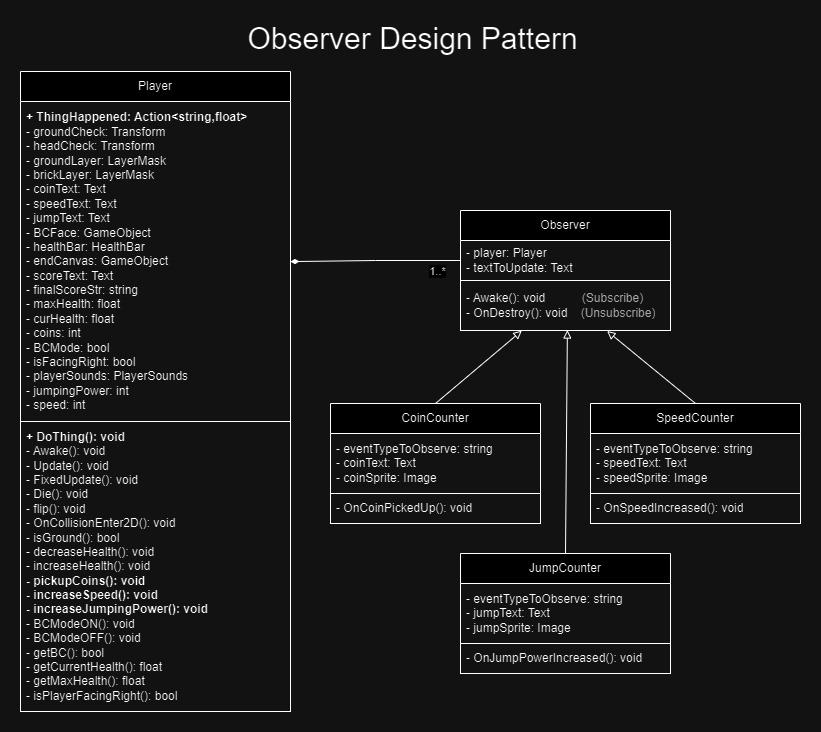 Observer Design Pattern
Player
+ ThingHappened: Action<string,float>
- groundCheck: Transform
- headCheck: Transform
- groundLayer: LayerMask
- brickLayer: LayerMask
- coinText: Text
- speedText: Text
- jumpText: Text
- BCFace: GameObject
- healthBar: HealthBar
- endCanvas: GameObject
- scoreText: Text
- finalScoreStr: string
- maxHealth: float
- curHealth: float
- coins: int
- BCMode: bool
- isFacingRight: bool
- playerSounds: PlayerSounds
- jumpingPower: int
- speed: int
+ DoThing(): void
- Awake(): void
- Update(): void
- FixedUpdate(): void
- Die(): void
- flip(): void
- OnCollisionEnter2D(): void
- isGround(): bool
- decreaseHealth(): void
- increaseHealth(): void
- pickupCoins(): void
- increaseSpeed(): void
- increaseJumpingPower(): void
- BCModeON(): void
- BCModeOFF(): void
- getBC(): bool
- getCurrentHealth(): float
- getMaxHealth(): float
- isPlayerFacingRight(): bool
1..*
Observer
- player: Player
- textToUpdate: Text
- Awake(): void (Subscribe)
- OnDestroy(): void (Unsubscribe)
CoinCounter
- eventTypeToObserve: string
- coinText: Text
- coinSprite: Image
- OnCoinPickedUp(): void
SpeedCounter
- eventTypeToObserve: string
- speedText: Text
- speedSprite: Image
- OnSpeedIncreased(): void
JumpCounter
- eventTypeToObserve: string
- jumpText: Text
- jumpSprite: Image
- OnJumpPowerIncreased(): void